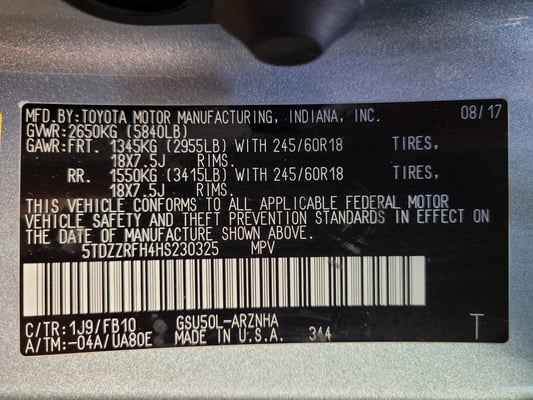 MFD.BY:TOYOTA MOTOR MANUFACTURING, INDIANA, INC. 08/17
GVWR:2650KG (5840LB)
GAWR:FRT. 1345KG (2955LB) WITH 245/60R18 TIRES,
18X7.5J RIMS.
RR. 1550KG (3415LB) WITH 245/60R18 TIRES,
18X7.5J RIMS.
THIS VEHICLE CONFORMS TO ALL APPLICABLE FEDERAL MOTOR
VEHICLE SAFETY AND THEFT PREVENTION STANDARDS IN EFFECT ON
THE DATE OF MANUFACTURE SHOWN ABOVE.
5TDZZRFH4HS230325 MPV
C/TR:1J9/FB10 GSU50L-ARZNHA
A/TM:-04A/UA80E MADE IN U.S.A. 344 T